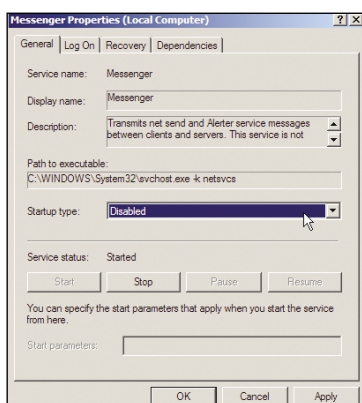 Messenger Properties (Local Computer)
General Log On Recovery Dependencies
Service name: Messenger
Display name: Messenger
Description: Transmits net send and Alerter service messages
between clients and servers. This service is not
Path to executable:
C:\WINDOWS\System32\svchost.exe -k netsvcs
Startup type: Disabled
Service status: Started
Start Stop Pause Resume
You can specify the start parameters that apply when you start the service
from here.
Start parameters:
OK Cancel Apply